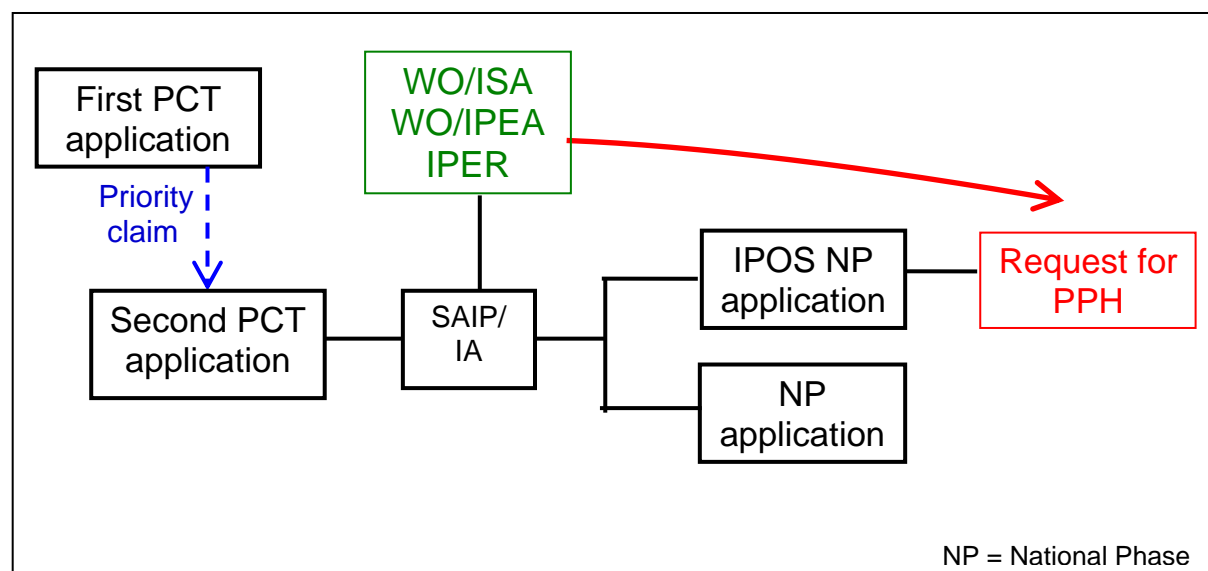 First PCT
application
WO/ISA
WO/IPEA
IPER
Priority
claim
Second PCT
application
SAIP/
IA
IPOS NP
application
Request for
PPH
NP
application
NP = National Phase